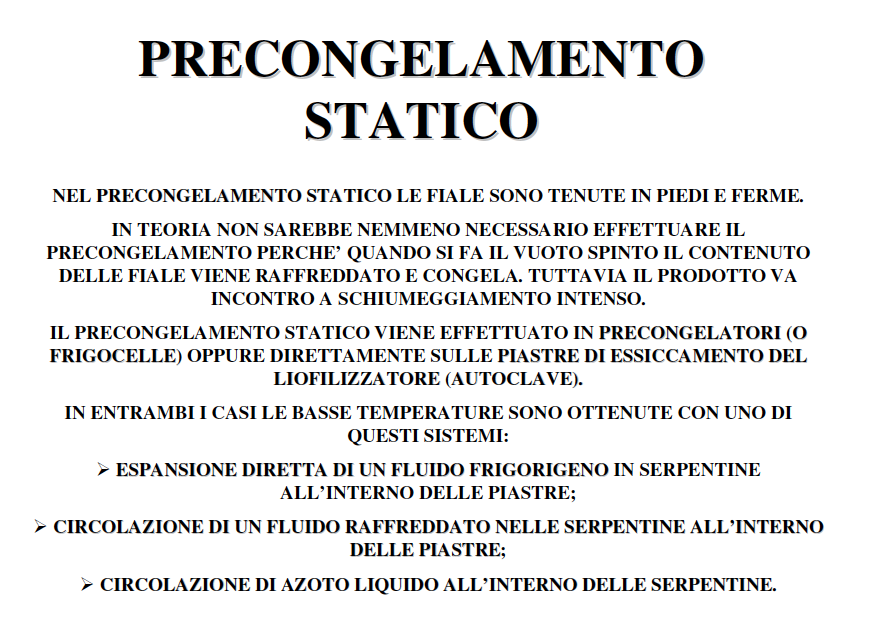 PRECONGELAMENTO
STATICO
NEL PRECONGELAMENTO STATICO LE FIALE SONO TENUTE IN PIEDI E FERME.
IN TEORIA NON SAREBBE NEMMENO NECESSARIO EFFETTUARE IL
PRECONGELAMENTO PERCHE’ QUANDO SI FA IL VUOTO SPINTO IL CONTENUTO
DELLE FIALE VIENE RAFFREDDATO E CONGELA. TUTTAVIA IL PRODOTTO VA
INCONTRO A SCHIUMEGGIAMENTO INTENSO.
IL PRECONGELAMENTO STATICO VIENE EFFETTUATO IN PRECONGELATORI (O
FRIGOCELLE) OPPURE DIRETTAMENTE SULLE PIASTRE DI ESSICCAMENTO DEL
LIOFILIZZATORE (AUTOCLAVE).
IN ENTRAMBI I CASI LE BASSE TEMPERATURE SONO OTTENUTE CON UNO DI
QUESTI SISTEMI:
➢ ESPANSIONE DIRETTA DI UN FLUIDO FRIGORIGENO IN SERPENTINE
ALL’INTERNO DELLE PIASTRE;
➢ CIRCOLAZIONE DI UN FLUIDO RAFFREDDATO NELLE SERPENTINE ALL’INTERNO
DELLE PIASTRE;
➢ CIRCOLAZIONE DI AZOTO LIQUIDO ALL’INTERNO DELLE SERPENTINE.